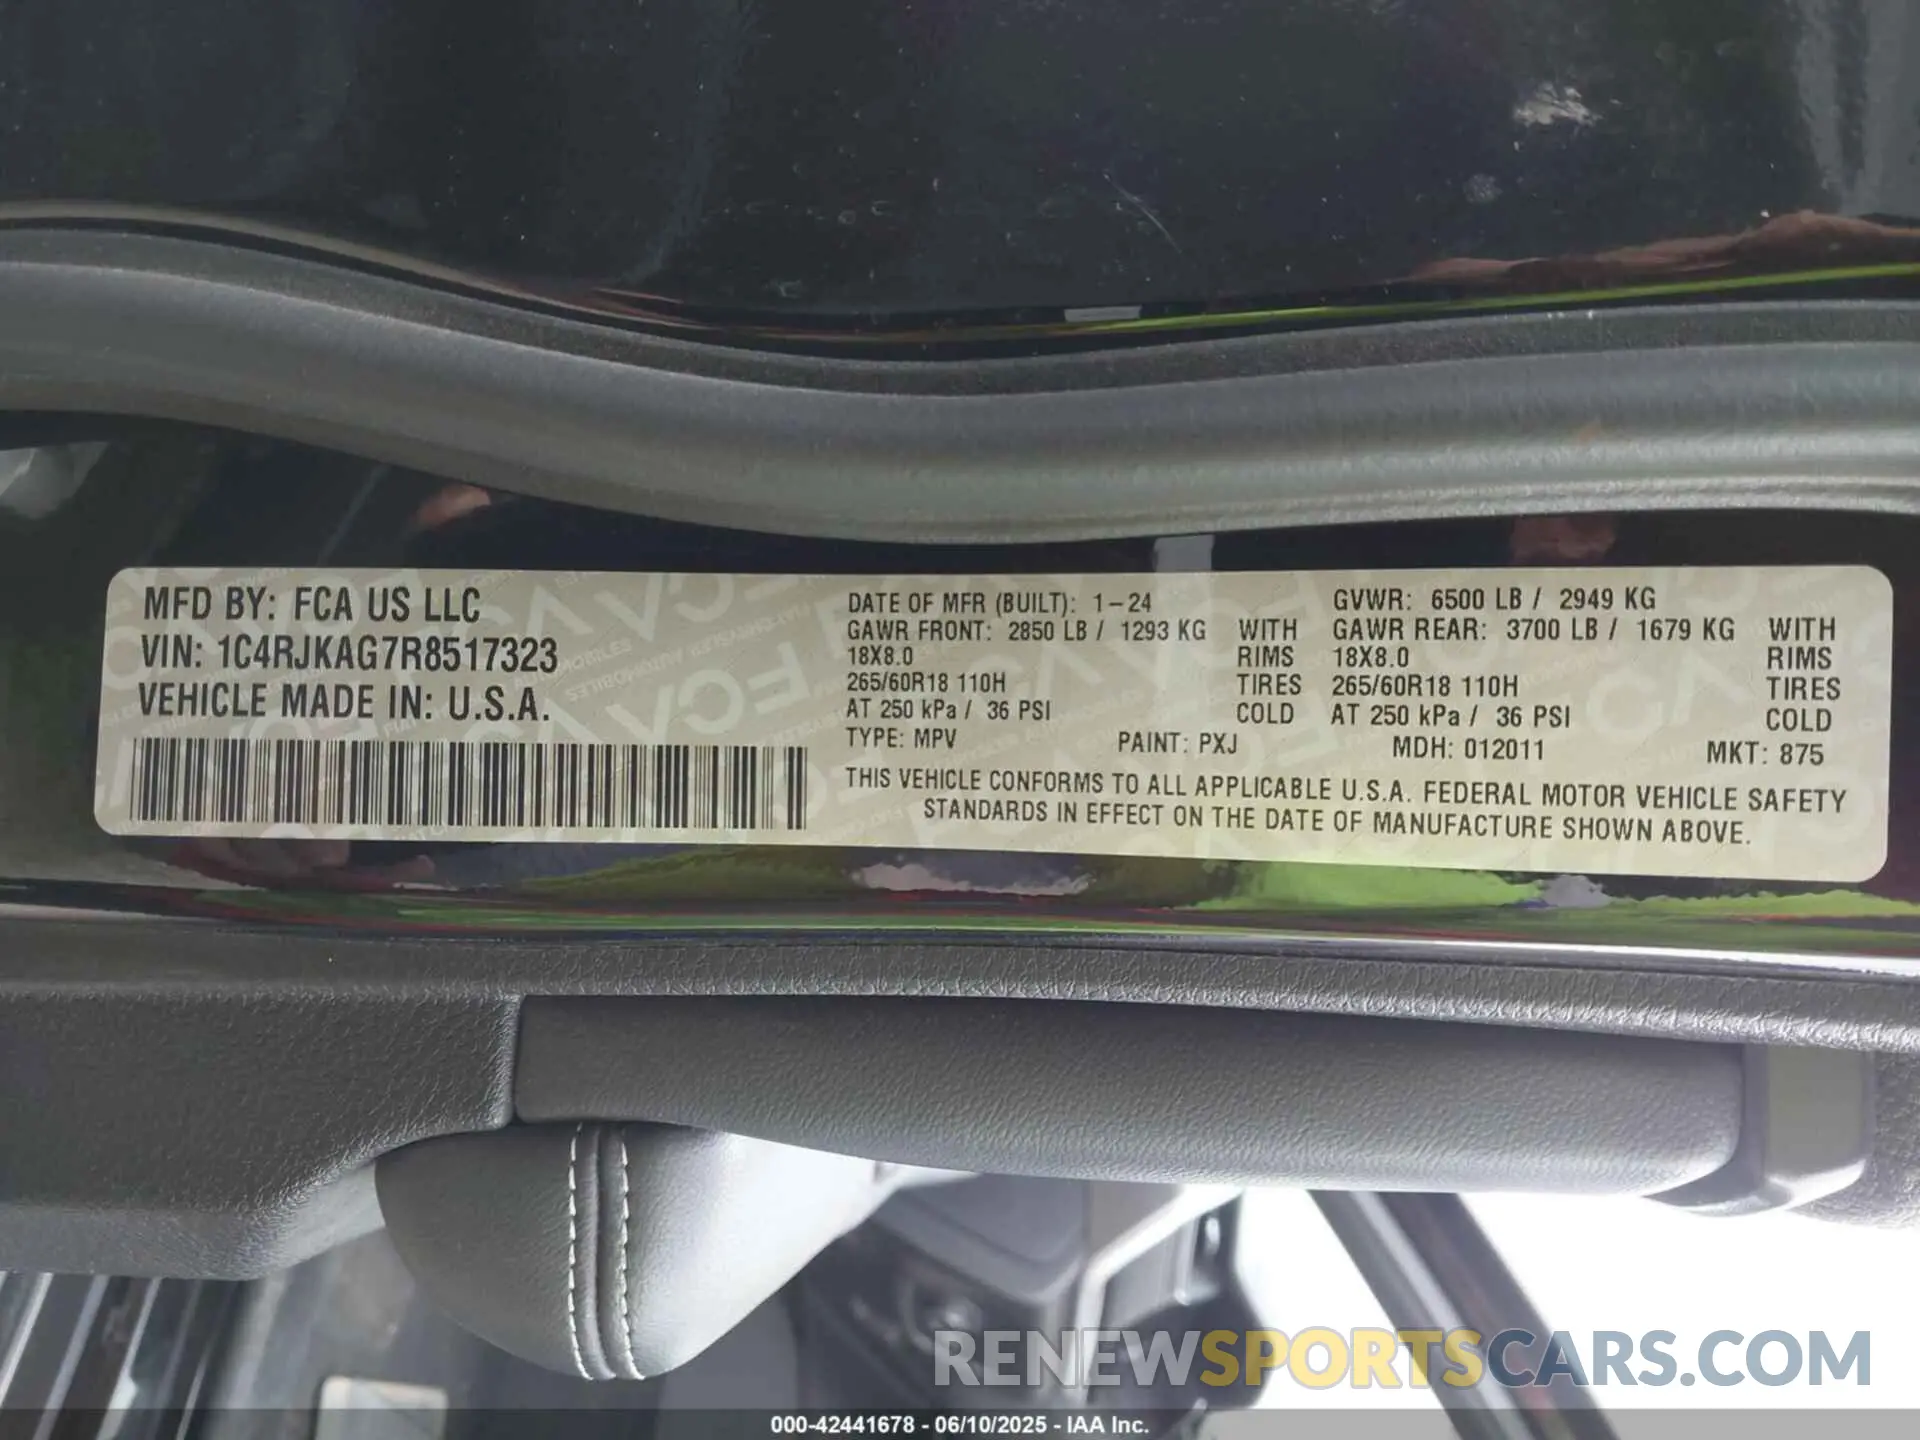 MFD BY: FCA US LLC
VIN: 1C4RJKAG7R8517323
VEHICLE MADE IN: U.S.A.
DATE OF MFR (BUILT): 1-24 GVWR: 6500 LB / 2949 KG
GAWR FRONT: 2850 LB / 1293 KG WITH GAWR REAR: 3700 LB / 1679 KG WITH
18X8.0 RIMS 18X8.0 RIMS
265/60R18 110H TIRES 265/60R18 110H TIRES
AT 250 kPa / 36 PSI COLD AT 250 kPa / 36 PSI COLD
TYPE: MPV PAINT: PXJ MDH: 012011 MKT: 875
THIS VEHICLE CONFORMS TO ALL APPLICABLE U.S.A. FEDERAL MOTOR VEHICLE SAFETY
STANDARDS IN EFFECT ON THE DATE OF MANUFACTURE SHOWN ABOVE.
RENEWSPORTSCARS.COM
000-42441678 - 06/10/2025 - IAA Inc.